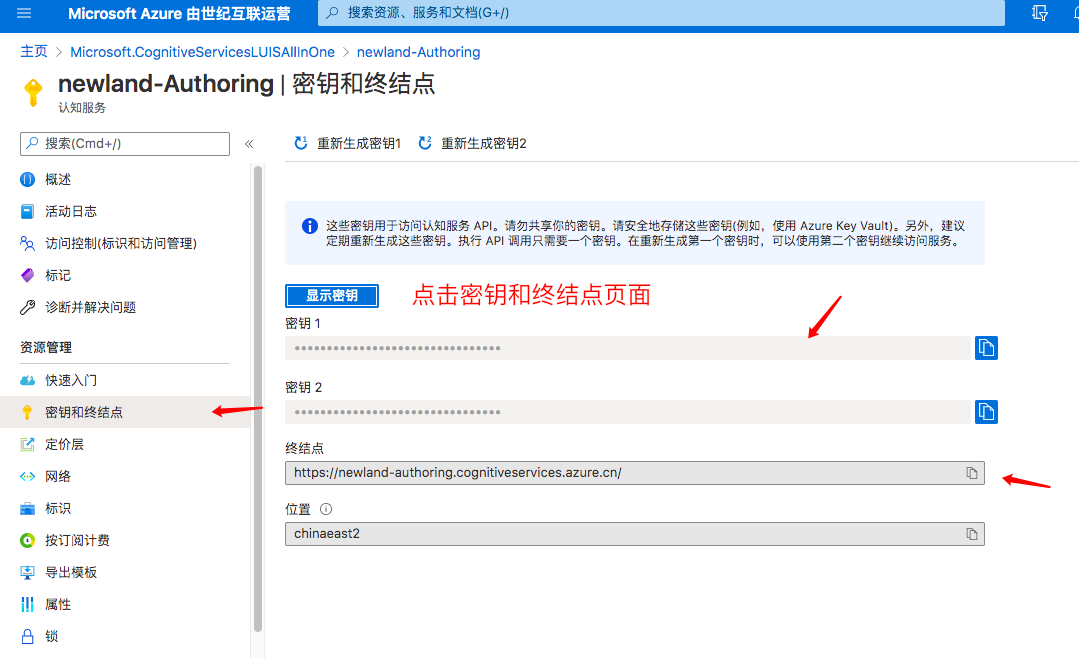 Microsoft Azure 由世纪互联运营
搜索资源、服务和文档(G+/)
主页 > Microsoft.CognitiveServicesLUISAllInOne > newland-Authoring
newland-Authoring | 密钥和终结点
认知服务
搜索(Cmd+/)
«
概述
活动日志
访问控制(标识和访问管理)
标记
诊断并解决问题
资源管理
快速入门
密钥和终结点
定价层
网络
标识
按订阅计费
导出模板
属性
锁
重新生成密钥1
重新生成密钥2
这些密钥用于访问认知服务 API。请勿共享你的密钥。请安全地存储这些密钥(例如，使用 Azure Key Vault)。另外，建议
定期重新生成这些密钥。执行 API 调用只需要一个密钥。在重新生成第一个密钥时，可以使用第二个密钥继续访问服务。
显示密钥
点击密钥和终结点页面
密钥 1
••••••••••••••••••••••••••••••••
密钥 2
••••••••••••••••••••••••••••••••
终结点
https://newland-authoring.cognitiveservices.azure.cn/
位置
chinaeast2